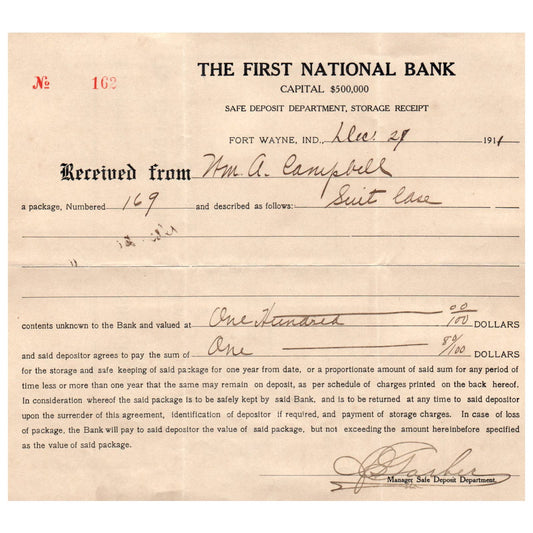 № 162
THE FIRST NATIONAL BANK
CAPITAL $500,000
SAFE DEPOSIT DEPARTMENT, STORAGE RECEIPT
FORT WAYNE, IND., Dec. 29 1911
Received from Wm. A. Campbell
a package, Numbered 169 and described as follows: Suit Case
contents unknown to the Bank and valued at One Hundred 00/100 DOLLARS
and said depositor agrees to pay the sum of One 80/100 DOLLARS
for the storage and safe keeping of said package for one year from date, or a proportionate amount of said sum for any period of
time less or more than one year that the same may remain on deposit, as per schedule of charges printed on the back hereof.
In consideration whereof the said package is to be safely kept by said Bank, and is to be returned at any time to said depositor
upon the surrender of this agreement, identification of depositor if required, and payment of storage charges. In case of loss
of package, the Bank will pay to said depositor the value of said package, but not exceeding the amount hereinbefore specified
as the value of said package.
Manager Safe Deposit Department.